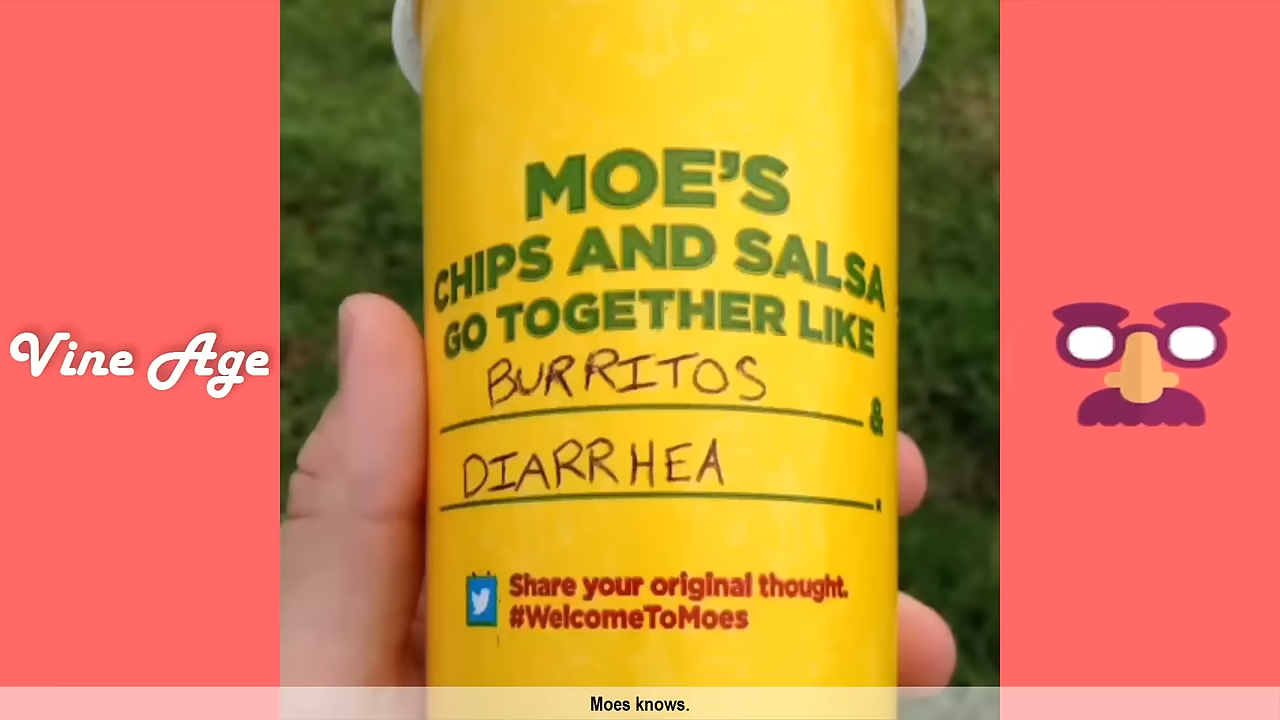 MOE'S
CHIPS AND SALSA
GO TOGETHER LIKE
BURRITOS
&
DIARRHEA
.
Share your original thought.
#WelcomeToMoes
Vine Age
Moes knows.